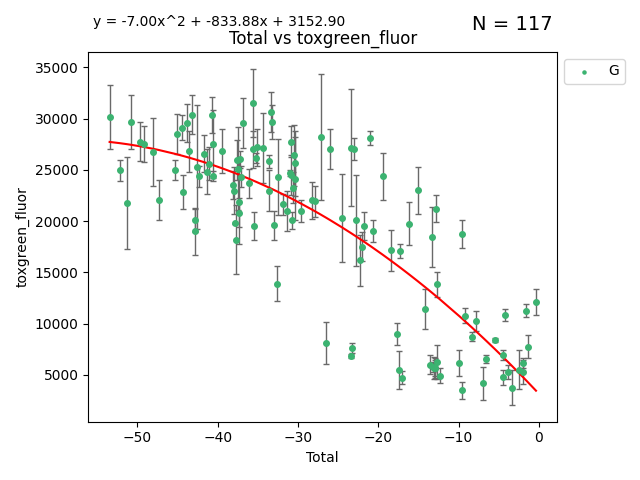 y = -7.00x^2 + -833.88x + 3152.90
N = 117
Total vs toxgreen_fluor
G
35000
30000
25000
20000
15000
10000
5000
toxgreen_fluor
−50
−40
−30
−20
−10
0
Total